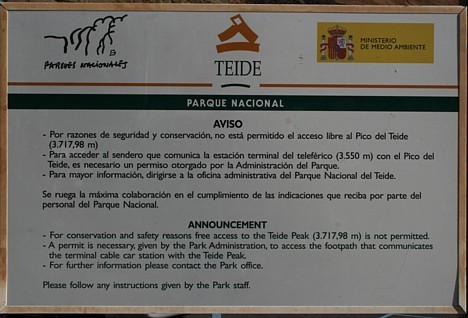 PARQUES NACIONALES
TEIDE
MINISTERIO
DE MEDIO AMBIENTE
PARQUE NACIONAL
AVISO
- Por razones de seguridad y conservación, no está permitido el acceso libre al Pico del Teide
(3.717,98 m)
- Para acceder al sendero que comunica la estación terminal del teleférico (3.550 m) con el Pico del
Teide, es necesario un permiso otorgado por la Administración del Parque.
- Para mayor información, dirigirse a la oficina administrativa del Parque Nacional del Teide.
Se ruega la máxima colaboración en el cumplimiento de las indicaciones que reciba por parte del
personal del Parque Nacional.
ANNOUNCEMENT
- For conservation and safety reasons free access to the Teide Peak (3.717,98 m) is not permitted.
- A permit is necessary, given by the Park Administration, to access the footpath that communicates
the terminal cable car station with the Teide Peak.
- For further information please contact the Park office.
Please follow any instructions given by the Park staff.